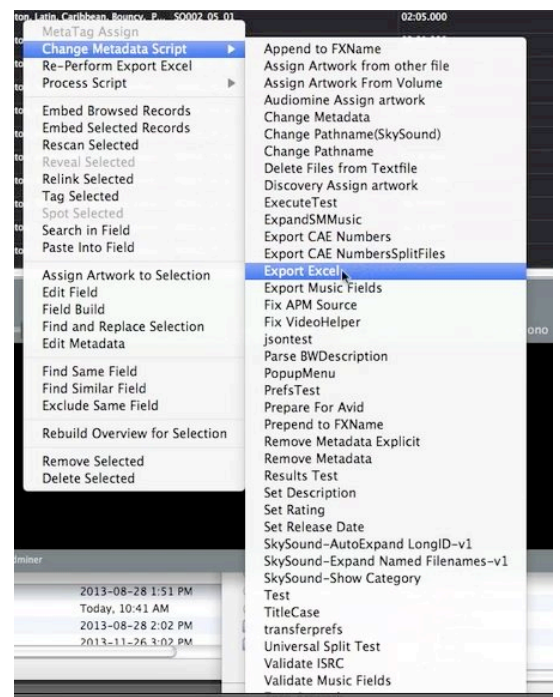 ton, Latin, Caribbean, Bouncy, P... SQ002_05_01 02:05.000
MetaTag Assign
Change Metadata Script
Re-Perform Export Excel
Process Script
Embed Browsed Records
Embed Selected Records
Rescan Selected
Reveal Selected
Relink Selected
Tag Selected
Spot Selected
Search in Field
Paste Into Field
Assign Artwork to Selection
Edit Field
Field Build
Find and Replace Selection
Edit Metadata
Find Same Field
Find Similar Field
Exclude Same Field
Rebuild Overview for Selection
Remove Selected
Delete Selected
Append to FXName
Assign Artwork from other file
Assign Artwork From Volume
Audiomine Assign artwork
Change Metadata
Change Pathname(SkySound)
Change Pathname
Delete Files from Textfile
Discovery Assign artwork
ExecuteTest
ExpandSMMusic
Export CAE Numbers
Export CAE NumbersSplitFiles
Export Excel
Export Music Fields
Fix APM Source
Fix VideoHelper
jsontest
Parse BWDescription
PopupMenu
PrefsTest
Prepare For Avid
Prepend to FXName
Remove Metadata Explicit
Remove Metadata
Results Test
Set Description
Set Rating
Set Release Date
SkySound-AutoExpand LongID-v1
SkySound-Expand Named Filenames-v1
SkySound-Show Category
Test
TitleCase
transferprefs
Universal Split Test
Validate ISRC
Validate Music Fields
ono
dminer
2013-08-28 1:51 PM
Today, 10:41 AM
2013-08-28 2:02 PM
2013-11-26 3:02 PM